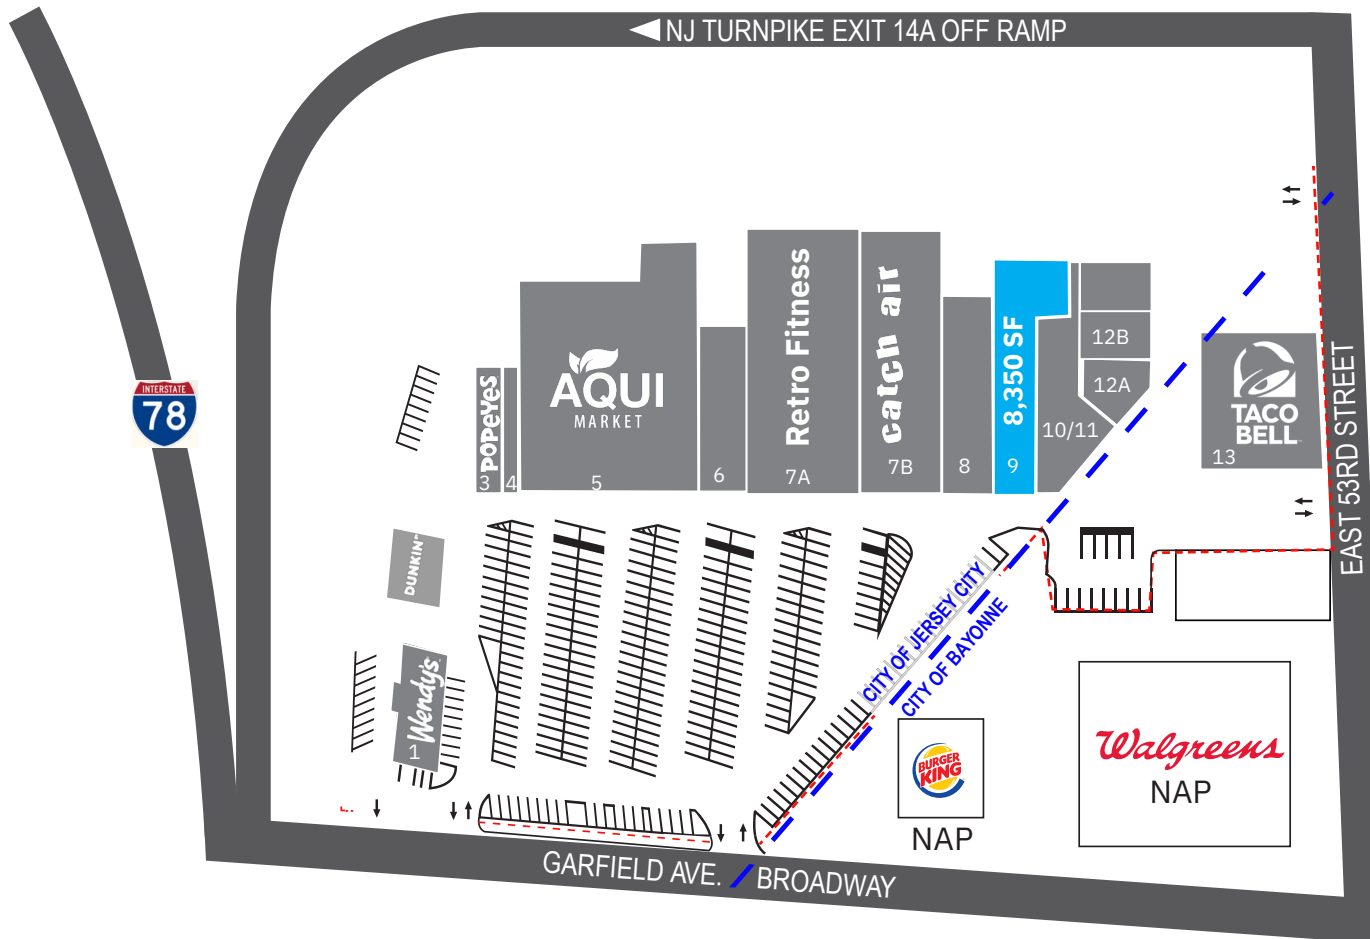 NJ TURNPIKE EXIT 14A OFF RAMP
INTERSTATE
78
POPEYES
3
4
AQUI
MARKET
5
6
Retro Fitness
7A
catch air
7B
8
8,350 SF
9
10/11
12B
12A
TACO
BELL
13
EAST 53RD STREET
DUNKIN'
Wendy's
1
CITY OF JERSEY CITY
CITY OF BAYONNE
BURGER
KING
NAP
Walgreens
NAP
GARFIELD AVE.
BROADWAY